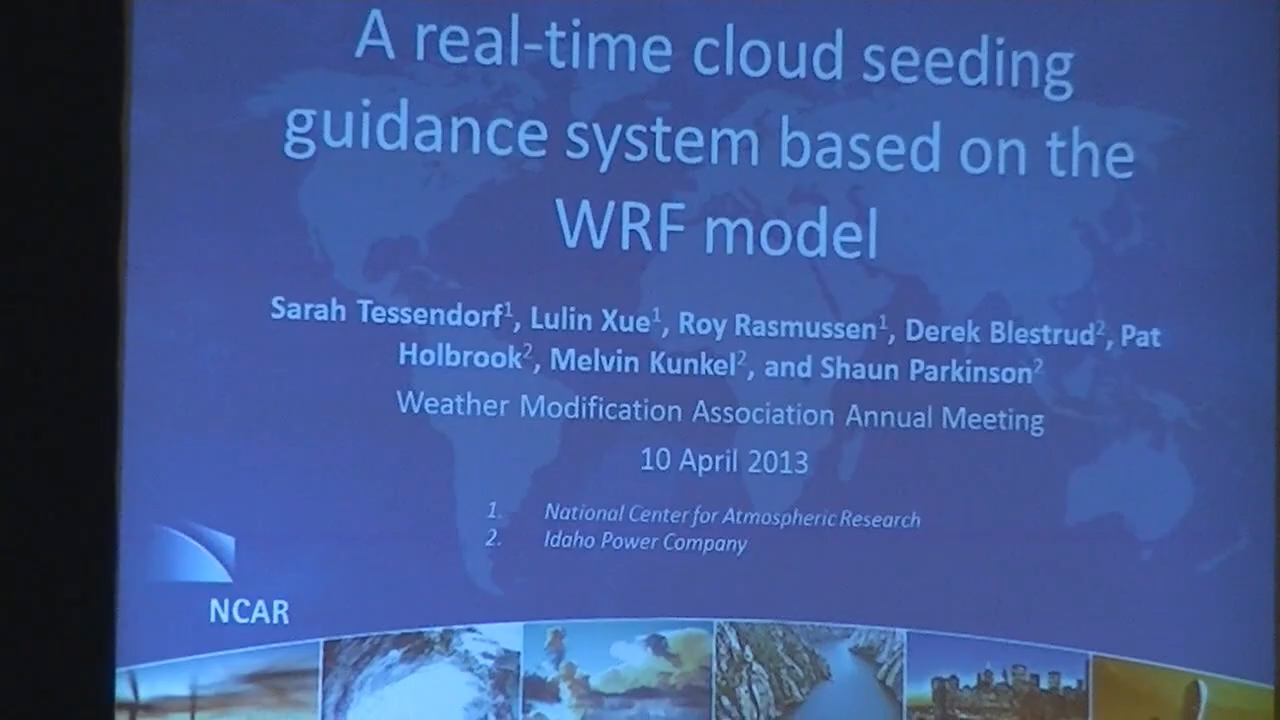 A real-time cloud seeding
guidance system based on the
WRF model
Sarah Tessendorf¹, Lulin Xue¹, Roy Rasmussen¹, Derek Blestrud², Pat
Holbrook², Melvin Kunkel², and Shaun Parkinson²
Weather Modification Association Annual Meeting
10 April 2013
1. National Center for Atmospheric Research
2. Idaho Power Company
NCAR